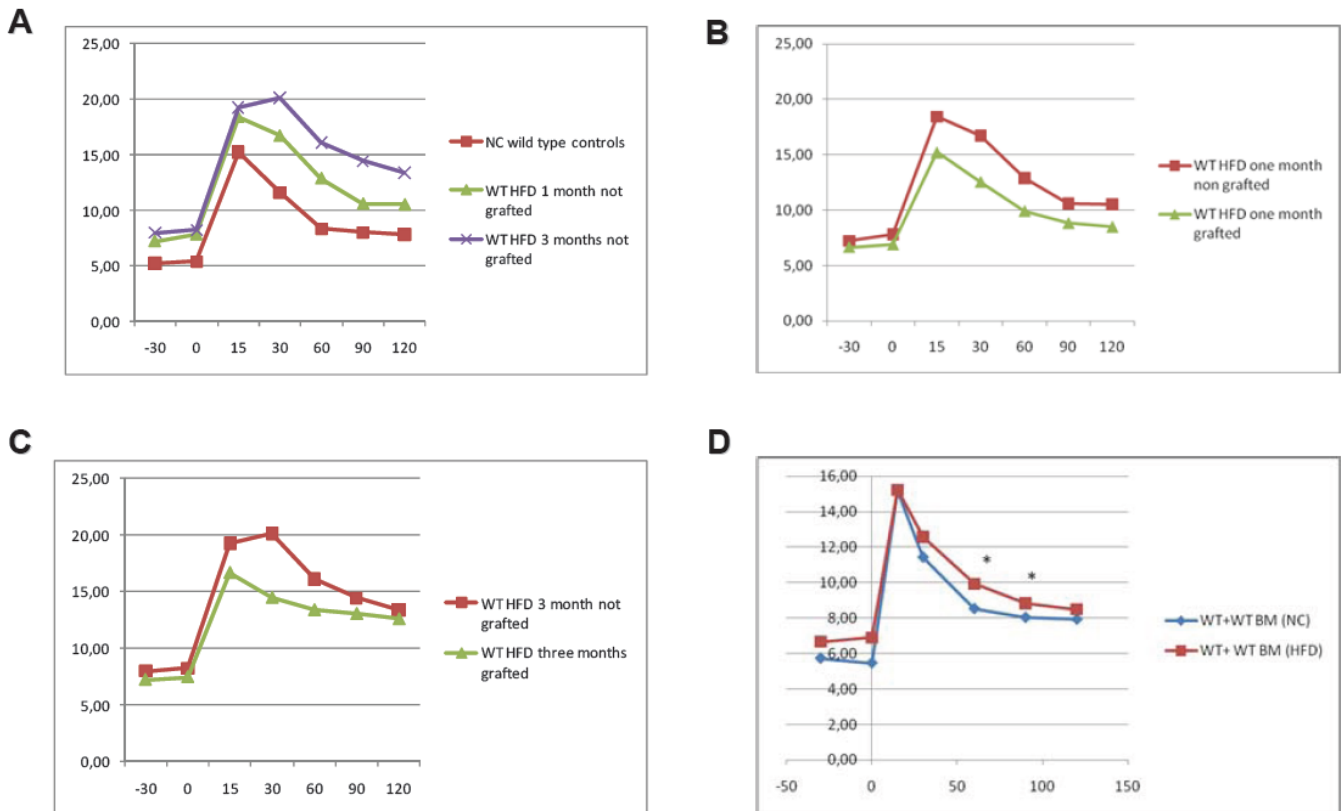 A
25,00
20,00
15,00
10,00
5,00
0,00
-30 0 15 30 60 90 120
NC wild type controls
WT HFD 1 month not
grafted
WT HFD 3 months not
grafted
B
25,00
20,00
15,00
10,00
5,00
0,00
-30 0 15 30 60 90 120
WT HFD one month
non grafted
WT HFD one month
grafted
C
25,00
20,00
15,00
10,00
5,00
0,00
-30 0 15 30 60 90 120
WT HFD 3 month not
grafted
WT HFD three months
grafted
D
16,00
14,00
12,00
10,00
8,00
6,00
4,00
2,00
0,00
-50 0 50 100 150
*
*
WT+WT BM (NC)
WT+ WT BM (HFD)